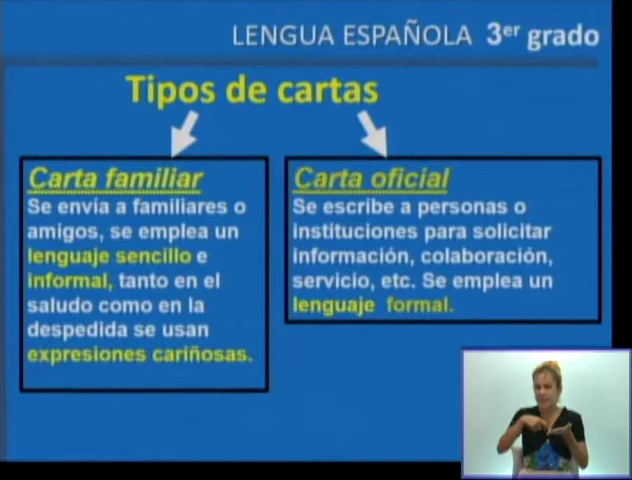 LENGUA ESPAÑOLA 3er grado
Tipos de cartas
Carta familiar
Se envía a familiares o
amigos, se emplea un
lenguaje sencillo e
informal, tanto en el
saludo como en la
despedida se usan
expresiones cariñosas.
Carta oficial
Se escribe a personas o
instituciones para solicitar
información, colaboración,
servicio, etc. Se emplea un
lenguaje formal.